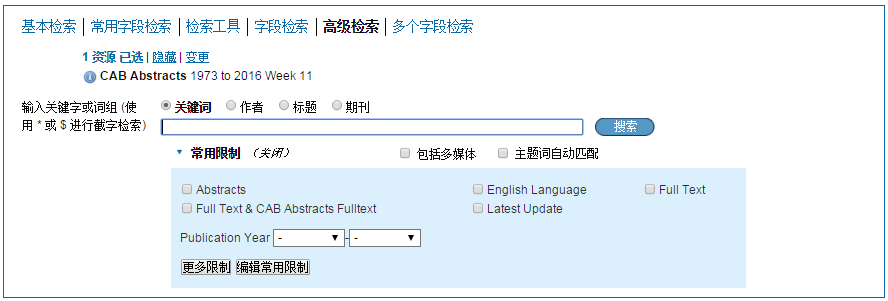 基本检索 | 常用字段检索 | 检索工具 | 字段检索 | 高级检索 | 多个字段检索
1 资源 已选 | 隐藏 | 变更
CAB Abstracts 1973 to 2016 Week 11
输入关键字或词组 (使 关键词 作者 标题 期刊
用 * 或 $ 进行截字检索) 搜索
常用限制 （关闭） 包括多媒体 主题词自动匹配
Abstracts English Language Full Text
Full Text & CAB Abstracts Fulltext Latest Update
Publication Year - - -
更多限制 编辑常用限制